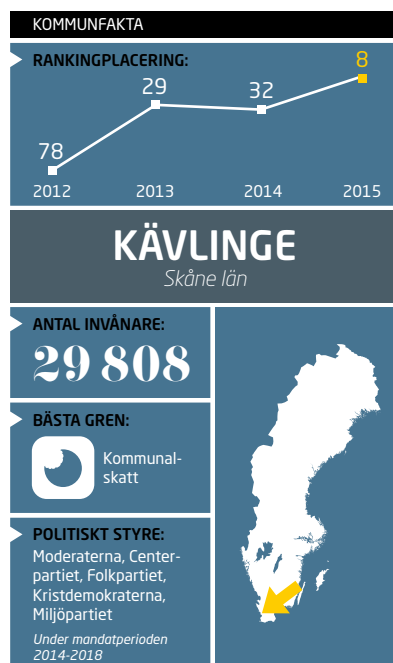 KOMMUNFAKTA
RANKINGPLACERING:
78
29
32
8
2012 2013 2014 2015
KÄVLINGE
Skåne län
ANTAL INVÅNARE:
29 808
BÄSTA GREN:
Kommunal-
skatt
POLITISKT STYRE:
Moderaterna, Center-
partiet, Folkpartiet,
Kristdemokraterna,
Miljöpartiet
Under mandatperioden
2014-2018